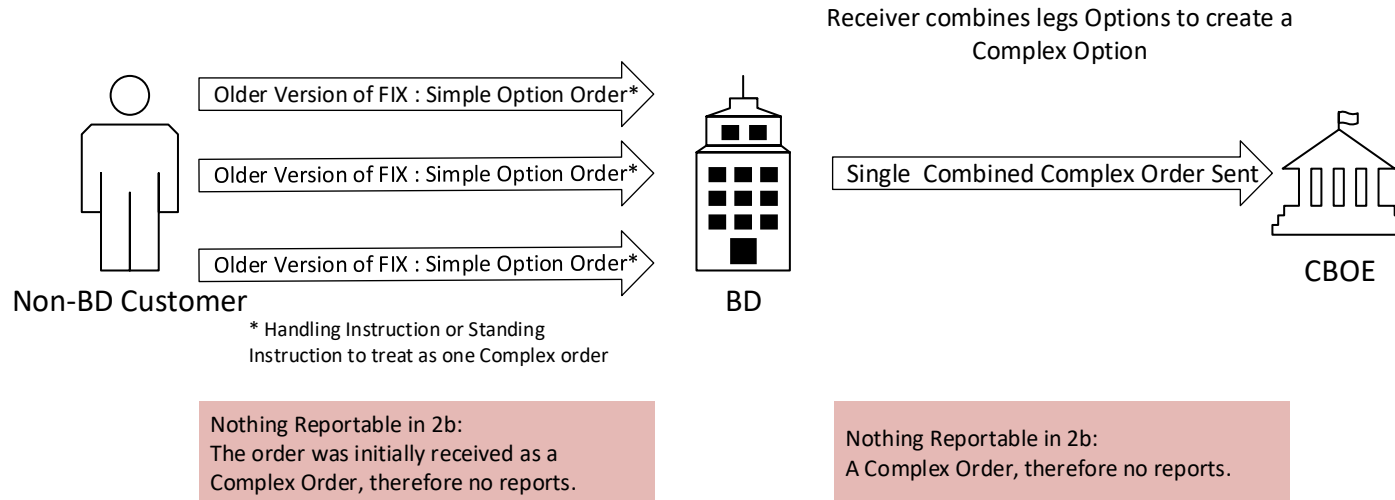 Receiver combines legs Options to create a
Complex Option
Older Version of FIX : Simple Option Order*
Older Version of FIX : Simple Option Order*
Single  Combined Complex Order Sent
Older Version of FIX : Simple Option Order*
Non-BD Customer
BD
CBOE
* Handling Instruction or Standing
Instruction to treat as one Complex order
Nothing Reportable in 2b:
The order was initially received as a
Complex Order, therefore no reports.
Nothing Reportable in 2b:
A Complex Order, therefore no reports.